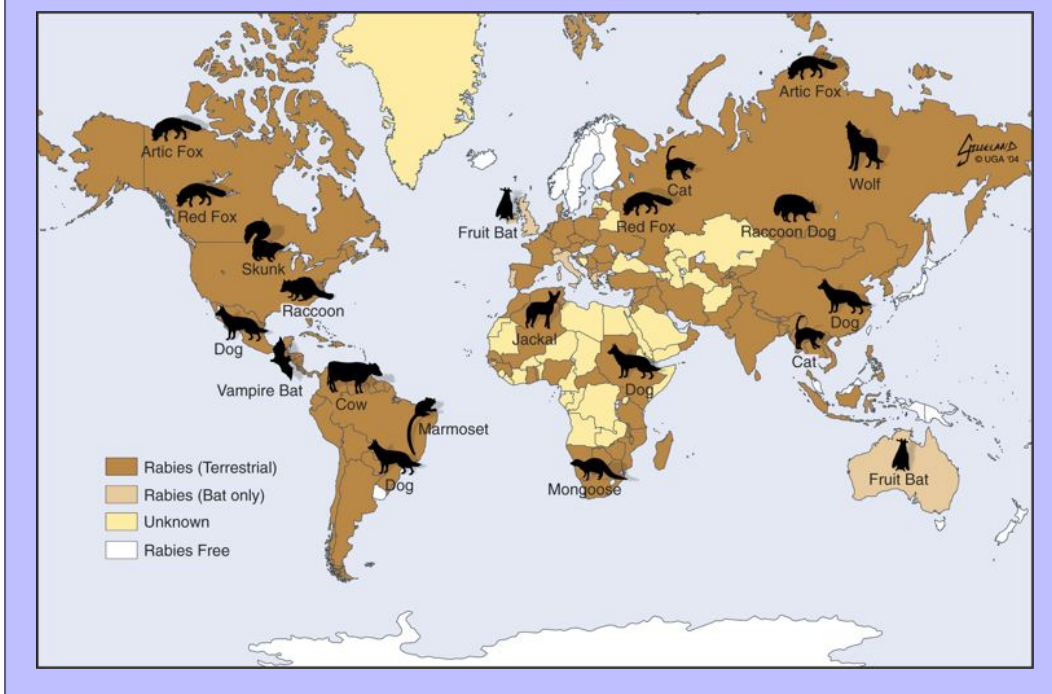 Artic Fox
Artic Fox
GILLELAND
© UGA '04
Wolf
Cat
Red Fox
Fruit Bat
Red Fox
Raccoon Dog
Skunk
Raccoon
Dog
Jackal
Dog
Cat
Vampire Bat
Cow
Dog
Marmoset
Dog
Mongoose
Fruit Bat
Rabies (Terrestrial)
Rabies (Bat only)
Unknown
Rabies Free